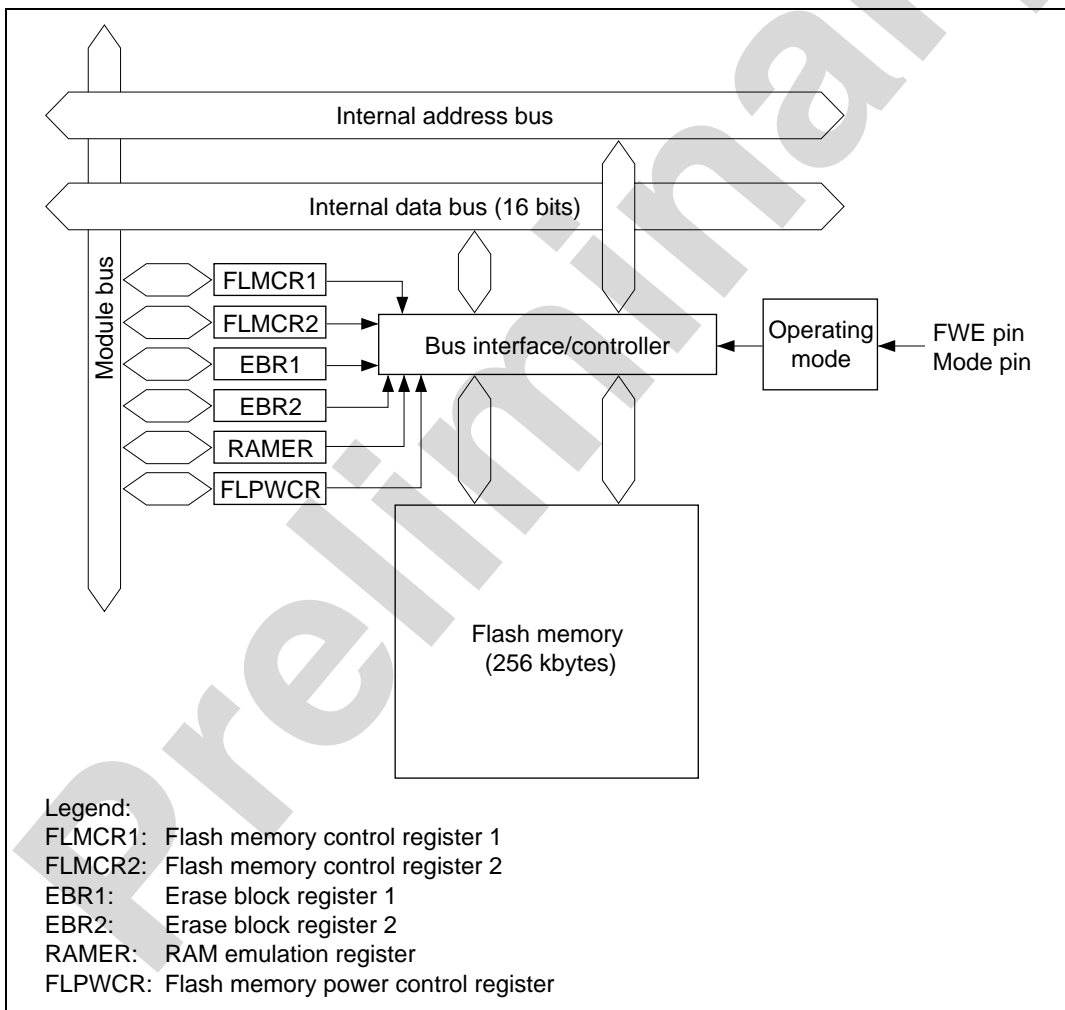 Internal address bus
Internal data bus (16 bits)
Module bus
FLMCR1
FLMCR2
EBR1
EBR2
RAMER
FLPWCR
Bus interface/controller
Operating
mode
FWE pin
Mode pin
Flash memory
(256 kbytes)
Legend:
FLMCR1: Flash memory control register 1
FLMCR2: Flash memory control register 2
EBR1: Erase block register 1
EBR2: Erase block register 2
RAMER: RAM emulation register
FLPWCR: Flash memory power control register
Prelimina